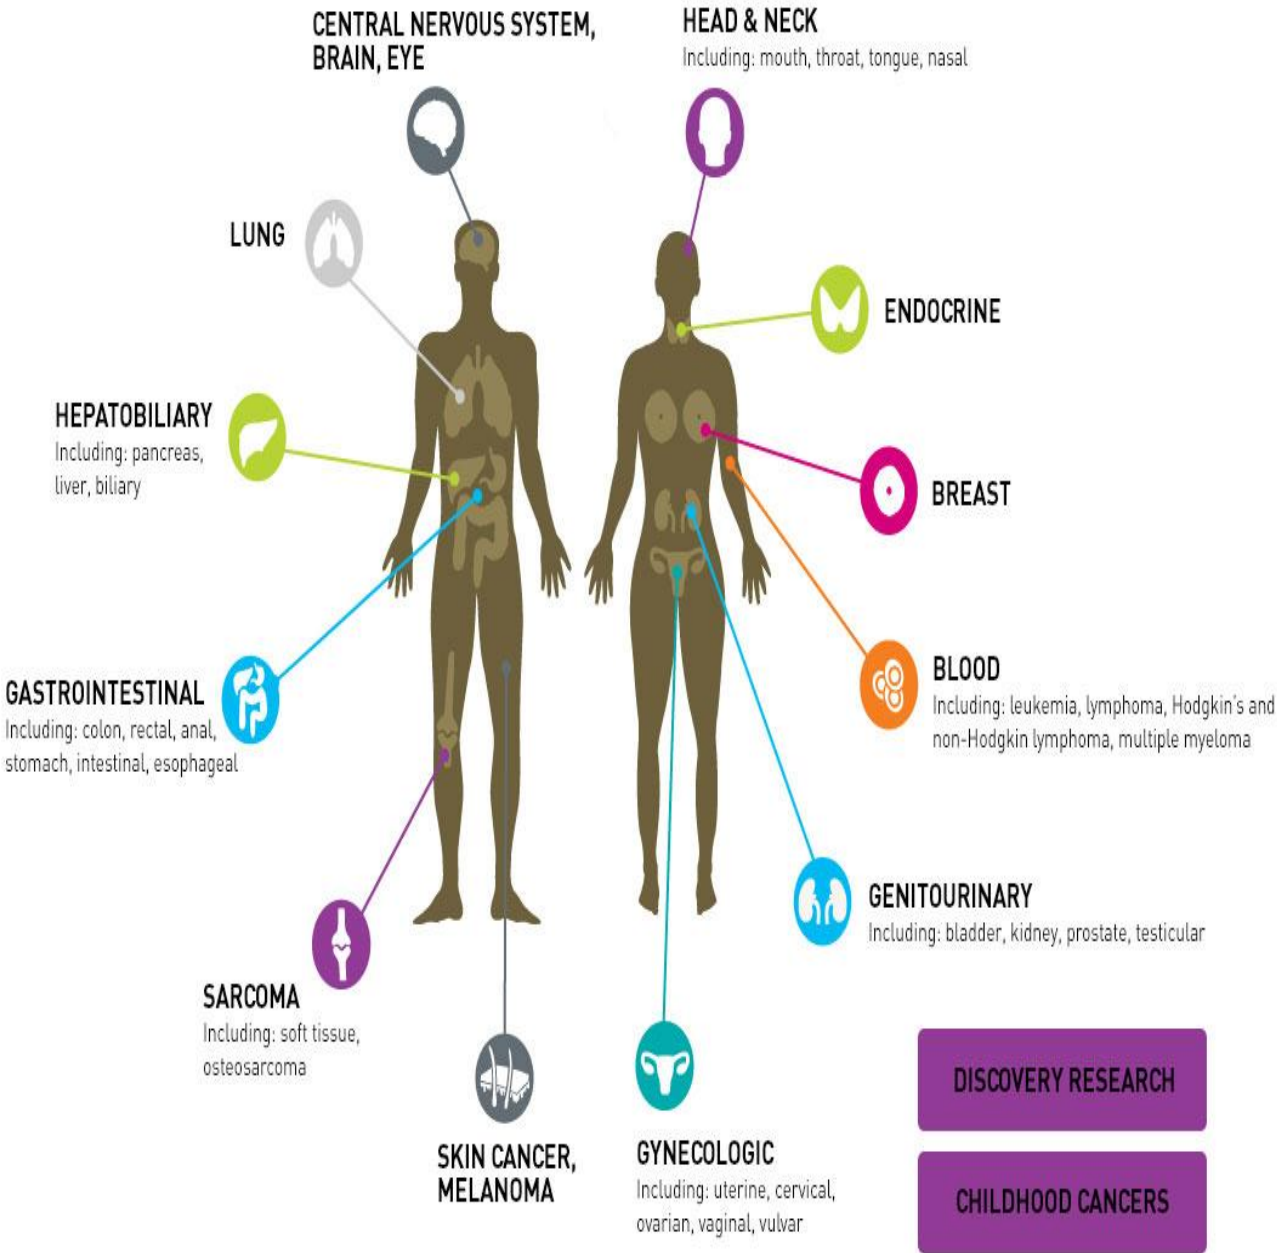 CENTRAL NERVOUS SYSTEM,
BRAIN, EYE
HEAD & NECK
Including: mouth, throat, tongue, nasal
LUNG
ENDOCRINE
HEPATOBILIARY
Including: pancreas,
liver, biliary
BREAST
GASTROINTESTINAL
Including: colon, rectal, anal,
stomach, intestinal, esophageal
BLOOD
Including: leukemia, lymphoma, Hodgkin's and
non-Hodgkin lymphoma, multiple myeloma
GENITOURINARY
Including: bladder, kidney, prostate, testicular
SARCOMA
Including: soft tissue,
osteosarcoma
SKIN CANCER,
MELANOMA
GYNECOLOGIC
Including: uterine, cervical,
ovarian, vaginal, vulvar
DISCOVERY RESEARCH
CHILDHOOD CANCERS